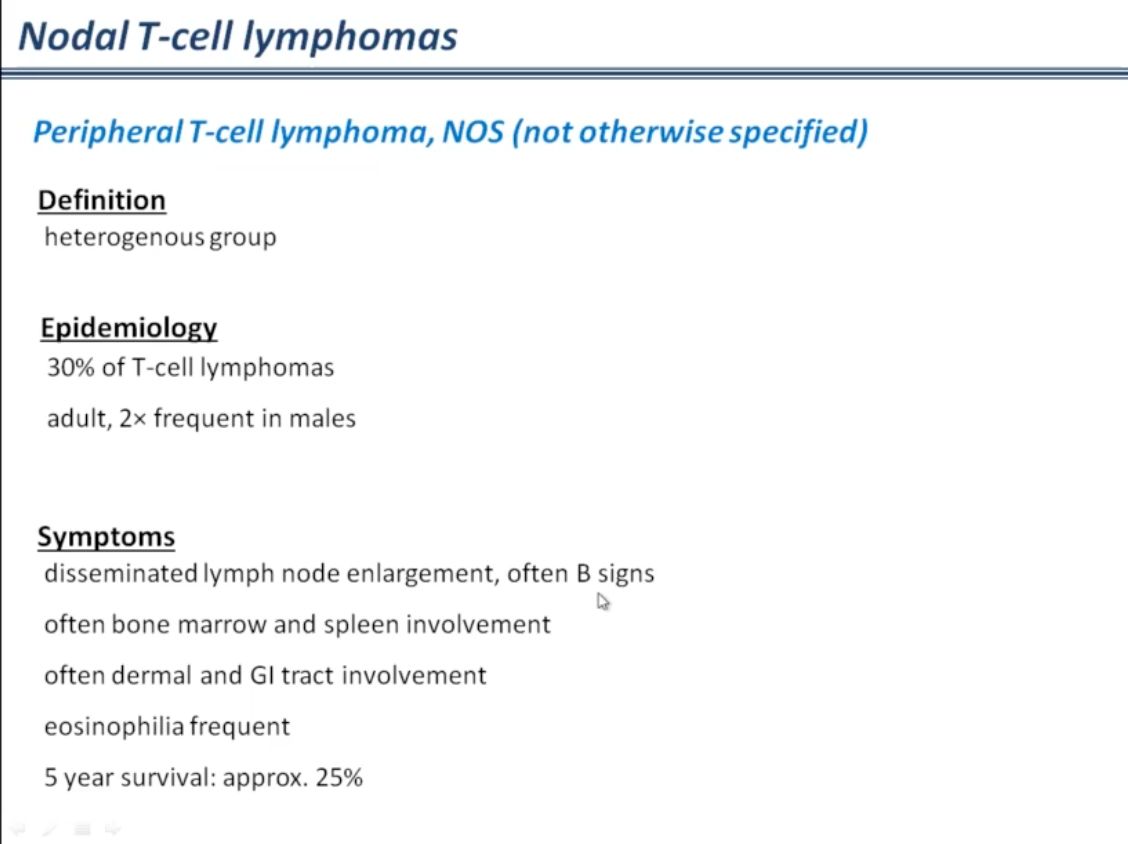 Nodal T-cell lymphomas
Peripheral T-cell lymphoma, NOS (not otherwise specified)
Definition
heterogenous group
Epidemiology
30% of T-cell lymphomas
adult, 2× frequent in males
Symptoms
disseminated lymph node enlargement, often B signs
often bone marrow and spleen involvement
often dermal and GI tract involvement
eosinophilia frequent
5 year survival: approx. 25%